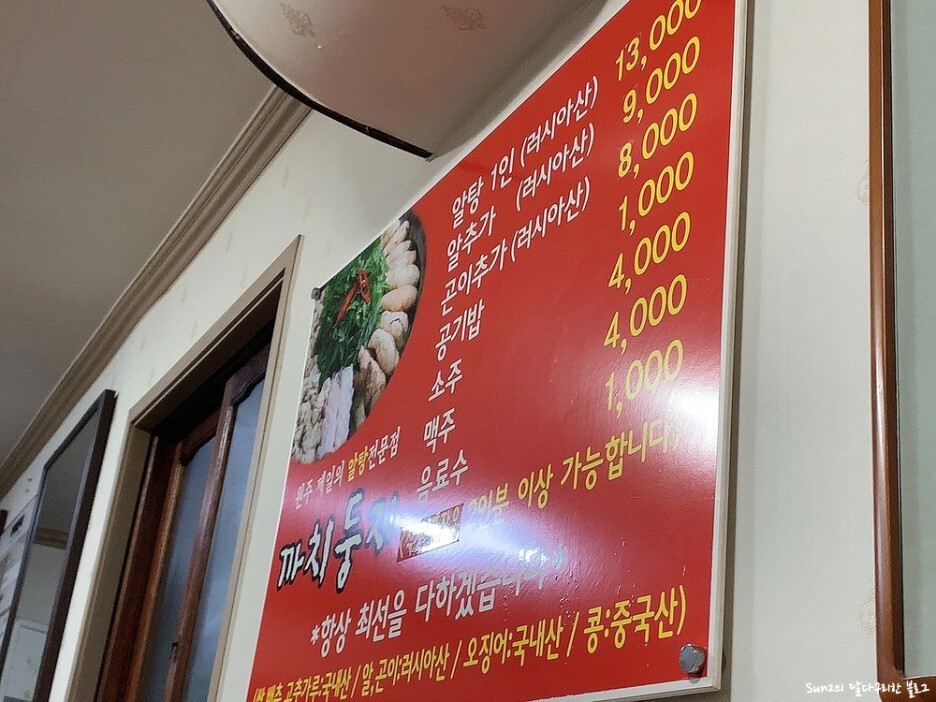 알탕 1인 (러시아산) 13,000
알추가 (러시아산) 9,000
곤이추가 (러시아산) 8,000
공기밥 1,000
소주 4,000
맥주 4,000
음료수 1,000
원주 제일의 알탕전문점
까치둥지
2인분 이상 가능합니다
*항상 최선을 다하겠습니다*
고추가루:국내산 / 알,곤이:러시아산 / 오징어:국내산 / 콩:중국산)
Sunz의 달다구리한 블로그